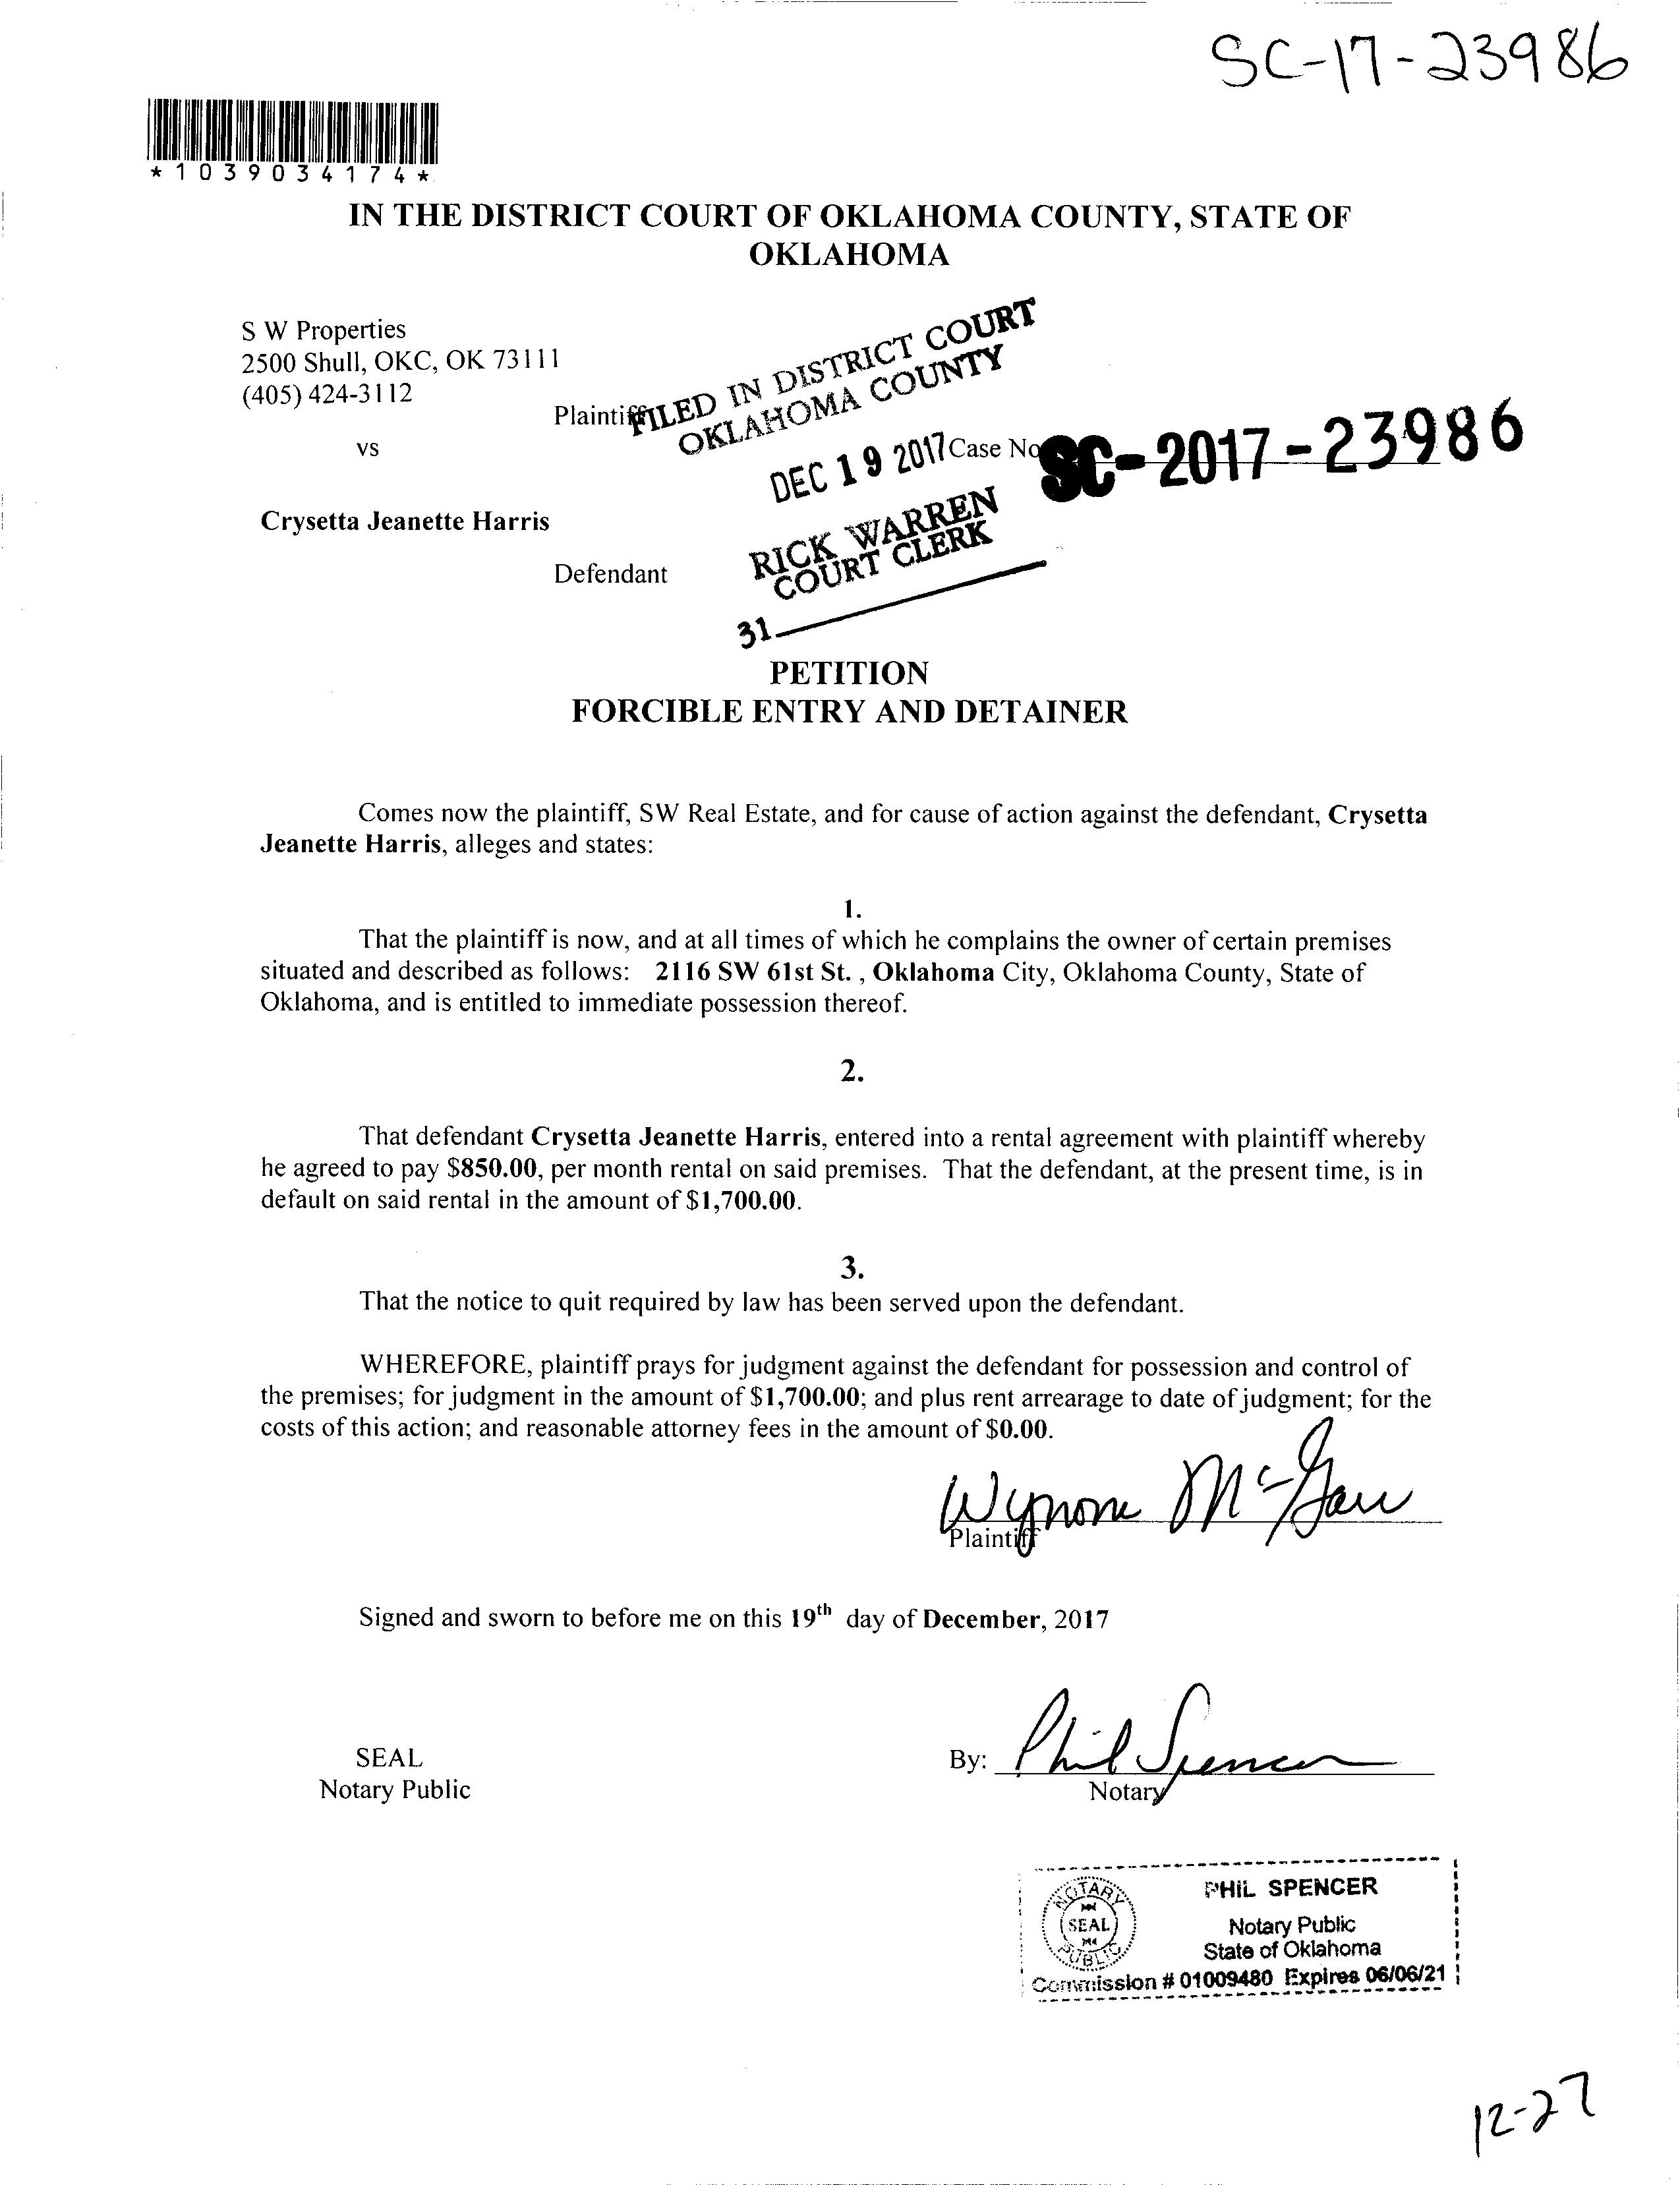 SC-17-23986
*1039034174*
IN THE DISTRICT COURT OF OKLAHOMA COUNTY, STATE OF
OKLAHOMA
S W Properties
2500 Shull, OKC, OK 73111
(405) 424-3112
Plaintiff
FILED IN DISTRICT COURT
OKLAHOMA COUNTY
vs
DEC 19 2017
Case No
SC-2017-23986
Crysetta Jeanette Harris
RICK WARREN
COURT CLERK
Defendant
31
PETITION
FORCIBLE ENTRY AND DETAINER
Comes now the plaintiff, SW Real Estate, and for cause of action against the defendant, Crysetta
Jeanette Harris, alleges and states:
1.
That the plaintiff is now, and at all times of which he complains the owner of certain premises
situated and described as follows: 2116 SW 61st St. , Oklahoma City, Oklahoma County, State of
Oklahoma, and is entitled to immediate possession thereof.
2.
That defendant Crysetta Jeanette Harris, entered into a rental agreement with plaintiff whereby
he agreed to pay $850.00, per month rental on said premises. That the defendant, at the present time, is in
default on said rental in the amount of $1,700.00.
3.
That the notice to quit required by law has been served upon the defendant.
WHEREFORE, plaintiff prays for judgment against the defendant for possession and control of
the premises; for judgment in the amount of $1,700.00; and plus rent arrearage to date of judgment; for the
costs of this action; and reasonable attorney fees in the amount of $0.00.
Wynona McGaw
Plaintiff
Signed and sworn to before me on this 19th day of December, 2017
SEAL
Notary Public
By: Phil Spencer
Notary
NOTARY
SEAL
PUBLIC
PHIL SPENCER
Notary Public
State of Oklahoma
Commission # 01009480 Expires 06/06/21
12-27